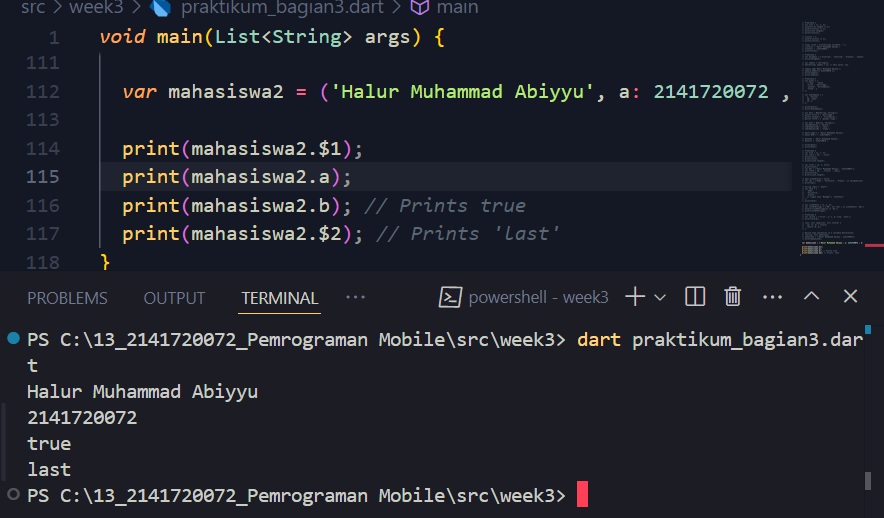 src > week3 > praktikum_bagian3.dart > main
1 void main(List<String> args) {
111
112 var mahasiswa2 = ('Halur Muhammad Abiyyu', a: 2141720072 ,
113
114 print(mahasiswa2.$1);
115 print(mahasiswa2.a);
116 print(mahasiswa2.b); // Prints true
117 print(mahasiswa2.$2); // Prints 'last'
118 }
PROBLEMS OUTPUT TERMINAL ... powershell - week3
PS C:\13_2141720072_Pemrograman Mobile\src\week3> dart praktikum_bagian3.dar
t
Halur Muhammad Abiyyu
2141720072
true
last
PS C:\13_2141720072_Pemrograman Mobile\src\week3>